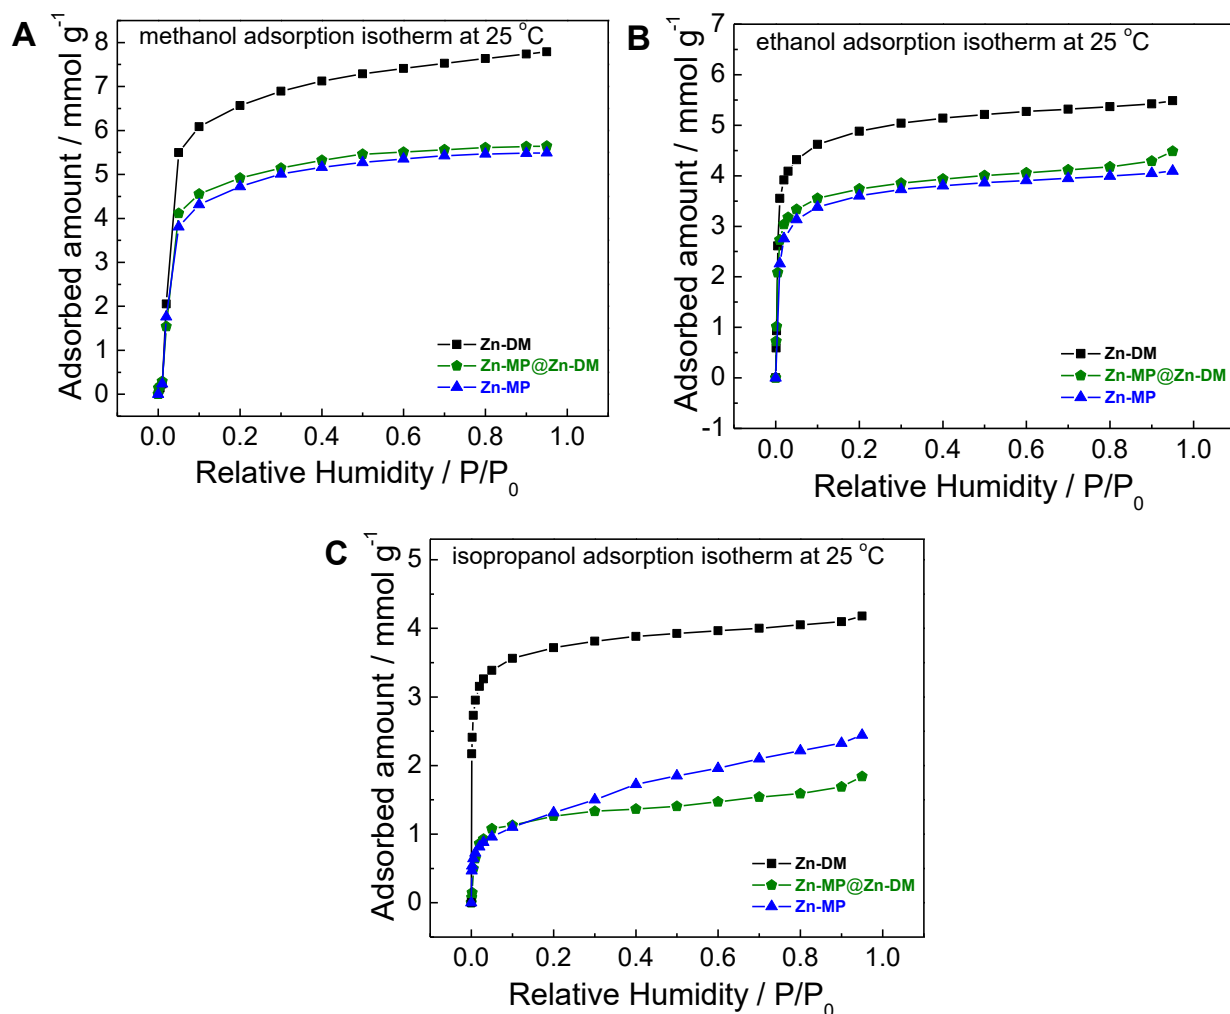 A
methanol adsorption isotherm at 25 °C
Adsorbed amount / mmol g⁻¹
8
7
6
5
4
3
2
1
0
Zn-DM
Zn-MP@Zn-DM
Zn-MP
0.0 0.2 0.4 0.6 0.8 1.0
Relative Humidity / P/P₀
B
ethanol adsorption isotherm at 25 °C
Adsorbed amount / mmol g⁻¹
7
6
5
4
3
2
1
0
-1
Zn-DM
Zn-MP@Zn-DM
Zn-MP
0.0 0.2 0.4 0.6 0.8 1.0
Relative Humidity / P/P₀
C
isopropanol adsorption isotherm at 25 °C
Adsorbed amount / mmol g⁻¹
5
4
3
2
1
0
Zn-DM
Zn-MP@Zn-DM
Zn-MP
0.0 0.2 0.4 0.6 0.8 1.0
Relative Humidity / P/P₀